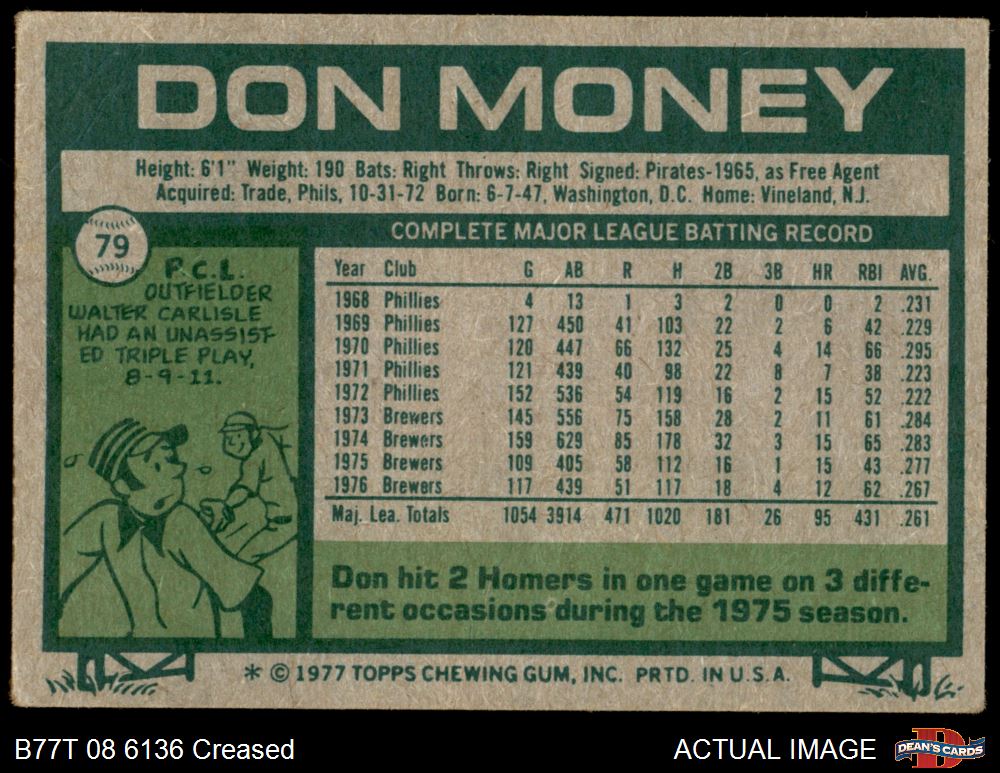 DON MONEY
Height: 6'1" Weight: 190 Bats: Right Throws: Right Signed: Pirates-1965, as Free Agent
Acquired: Trade, Phils, 10-31-72 Born: 6-7-47, Washington, D.C. Home: Vineland, N.J.
79
P.C.L.
OUTFIELDER
WALTER CARLISLE
HAD AN UNASSIST-
ED TRIPLE PLAY,
8-9-11.
COMPLETE MAJOR LEAGUE BATTING RECORD
Year Club G AB R H 2B 3B HR RBI AVG.
1968 Phillies 4 13 1 3 2 0 0 2 .231
1969 Phillies 127 450 41 103 22 2 6 42 .229
1970 Phillies 120 447 66 132 25 4 14 66 .295
1971 Phillies 121 439 40 98 22 8 7 38 .223
1972 Phillies 152 536 54 119 16 2 15 52 .222
1973 Brewers 145 556 75 158 28 2 11 61 .284
1974 Brewers 159 629 85 178 32 3 15 65 .283
1975 Brewers 109 405 58 112 16 1 15 43 .277
1976 Brewers 117 439 51 117 18 4 12 62 .267
Maj. Lea. Totals 1054 3914 471 1020 181 26 95 431 .261
Don hit 2 Homers in one game on 3 diffe-
rent occasions during the 1975 season.
* © 1977 TOPPS CHEWING GUM, INC. PRTD. IN U.S.A.
B77T 08 6136 Creased
ACTUAL IMAGE
DEAN'S CARDS